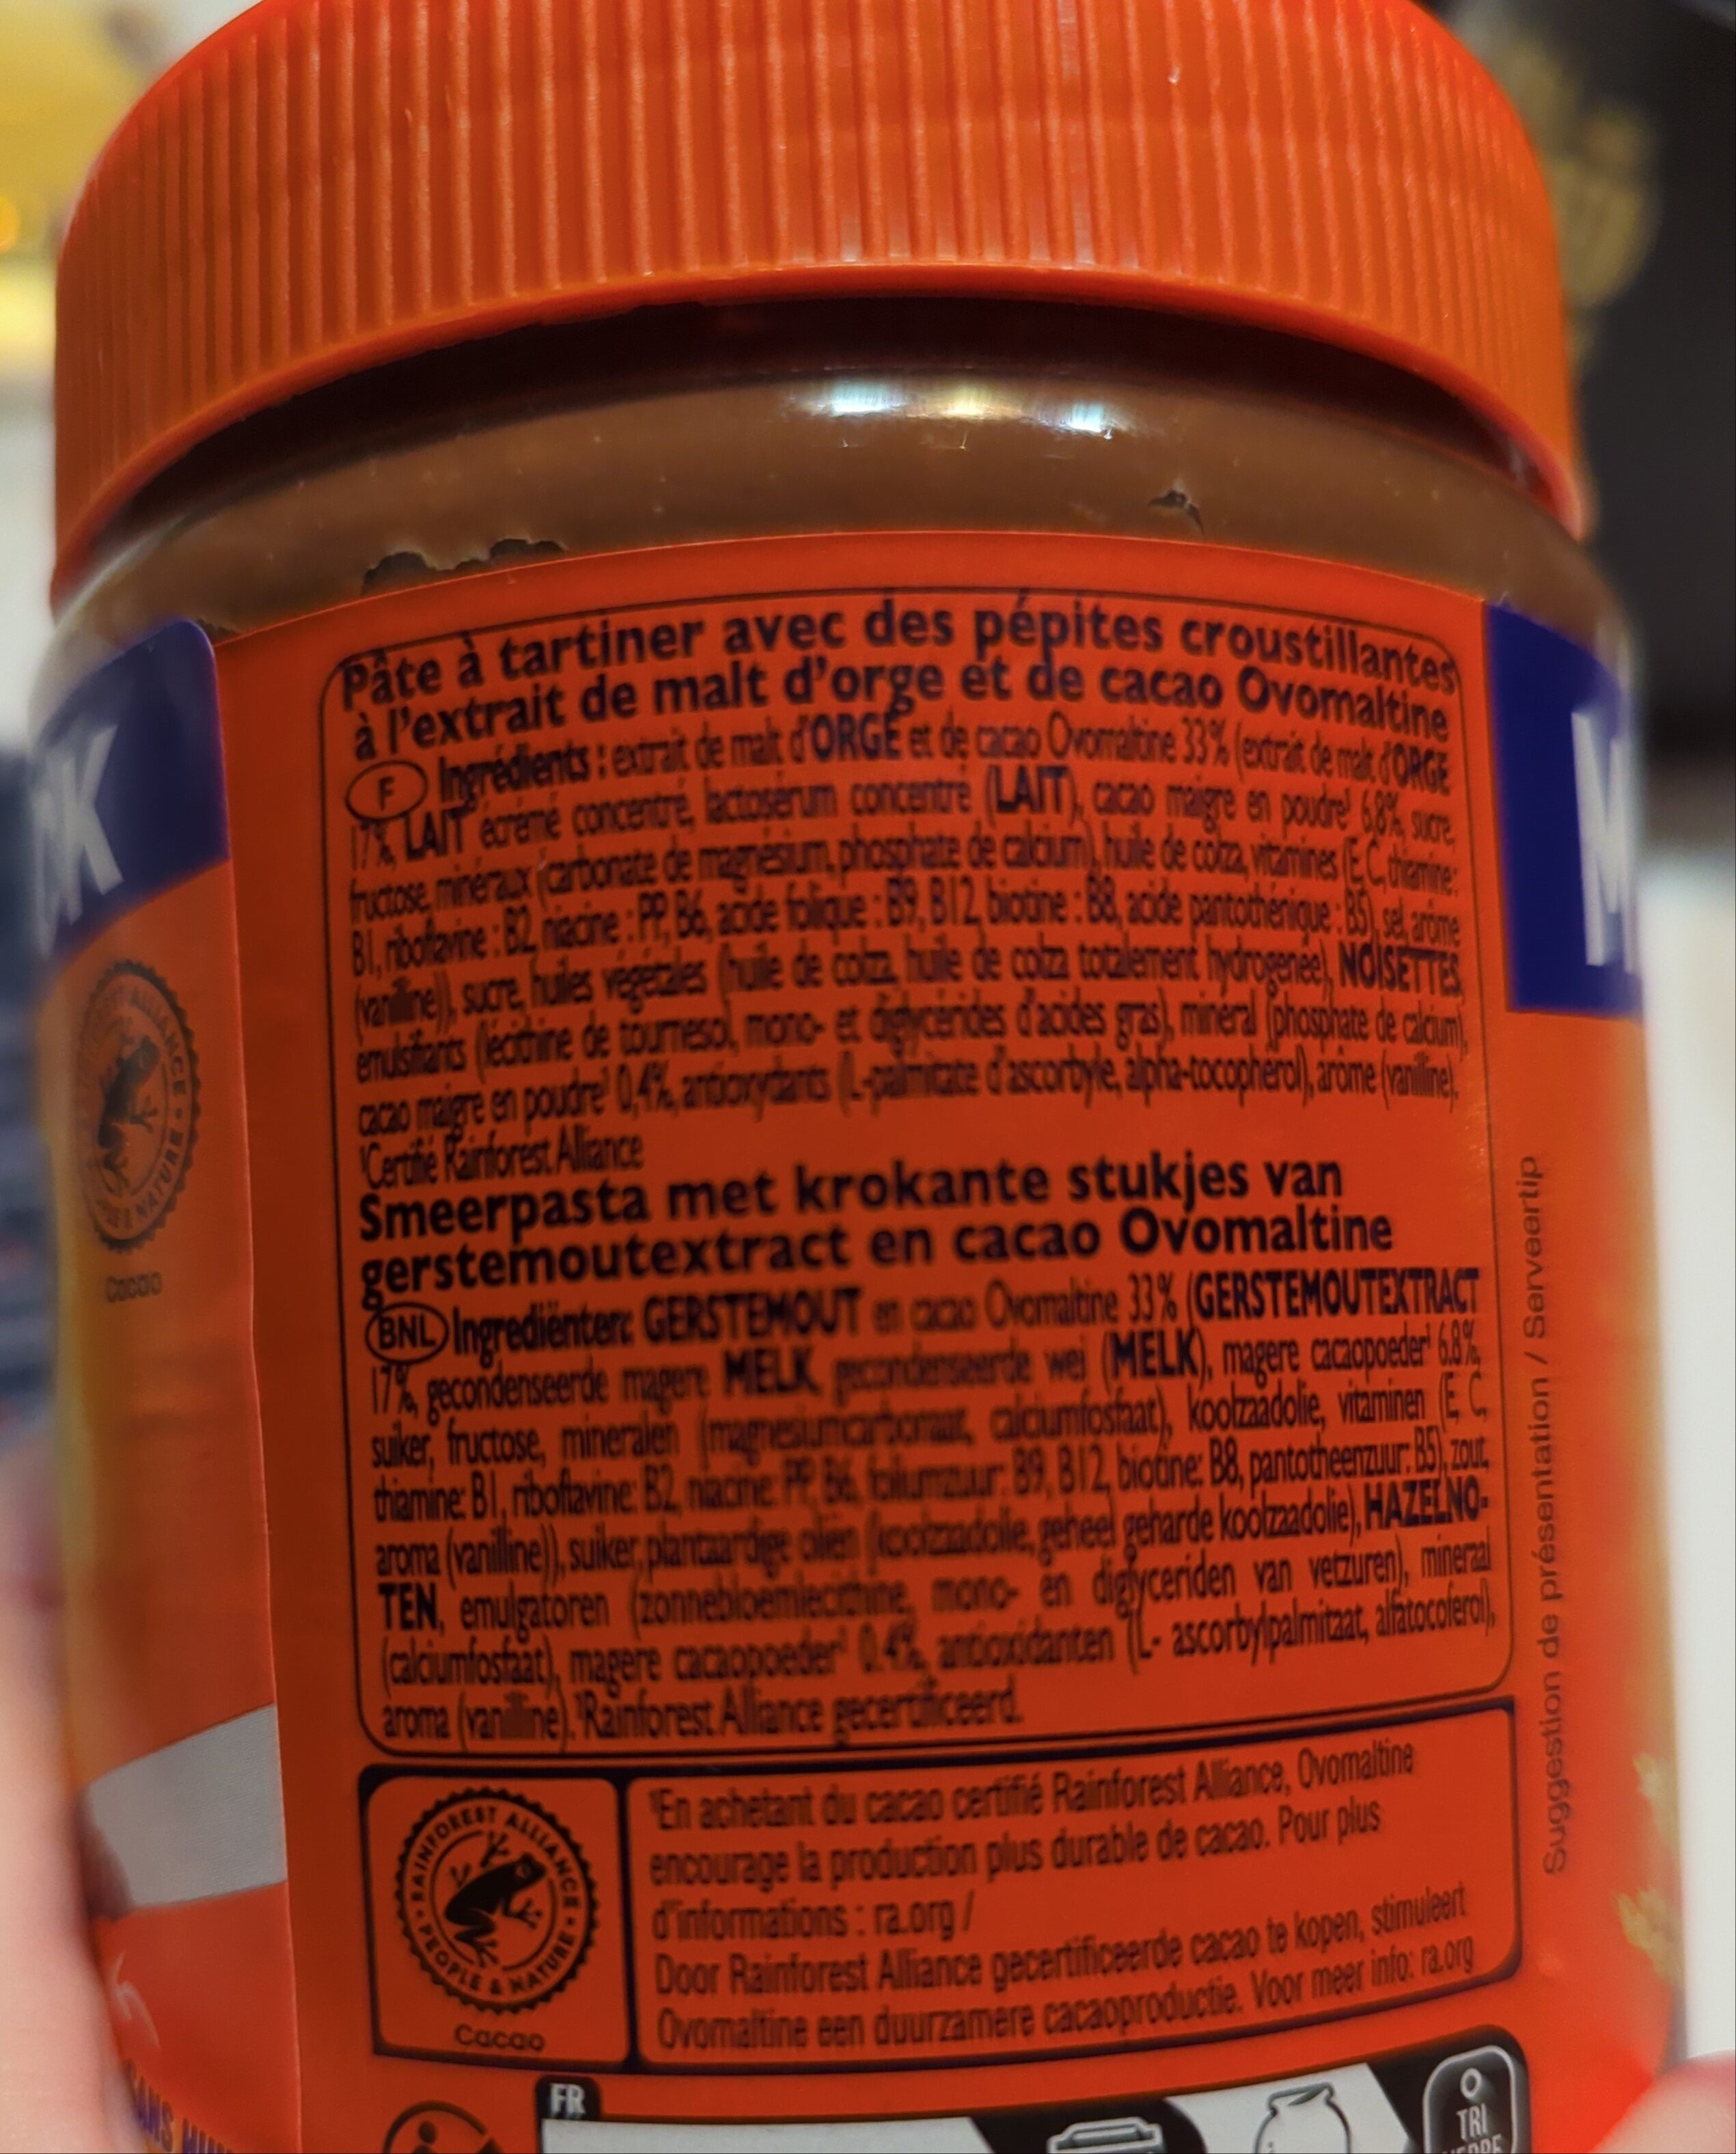 Pâte à tartiner avec des pépites croustillantes
à l'extrait de malt d'orge et de cacao Ovomaltine
F Ingrédients : extrait de malt d'ORGE et de cacao Ovomaltine 33% (extrait de malt d'ORGE
17%, LAIT écrémé concentré, lactosérum concentré (LAIT), cacao maigre en poudre¹ 6,8%, sucre,
fructose, minéraux (carbonate de magnésium, phosphate de calcium), huile de colza, vitamines (E, C, thiamine :
B1, riboflavine : B2, niacine : PP, B6, acide folique : B9, B12, biotine : B8, acide pantothénique : B5), sel, arôme
(vanilline)), sucre, huiles végétales (huile de colza, huile de colza totalement hydrogénée), NOISETTES,
émulsifiants (lécithine de tournesol, mono- et diglycérides d'acides gras), minéral (phosphate de calcium),
cacao maigre en poudre¹ 0,4%, antioxydants (L-palmitate d'ascorbyle, alpha-tocophérol), arôme (vanilline).
¹Certifié Rainforest Alliance
Smeerpasta met krokante stukjes van
gerstemoutextract en cacao Ovomaltine
BNL Ingrediënten: GERSTEMOUT en cacao Ovomaltine 33% (GERSTEMOUTEXTRACT
17%, gecondenseerde magere MELK, gecondenseerde wei (MELK), magere cacaopoeder¹ 6,8%,
suiker, fructose, mineralen (magnesiumcarbonaat, calciumfosfaat), koolzaadolie, vitaminen (E, C,
thiamine: B1, riboflavine: B2, niacine: PP, B6, foliumzuur: B9, B12, biotine: B8, pantotheenzuur: B5), zout,
aroma (vanilline)), suiker, plantaardige oliën (koolzaadolie, geheel geharde koolzaadolie), HAZELNO-
TEN, emulgatoren (zonnebloemlecithine, mono- en diglyceriden van vetzuren), mineraal
(calciumfosfaat), magere cacaopoeder¹ 0.4%, antioxidanten (L- ascorbylpalmitaat, alfatocoferol),
aroma (vanilline). ¹Rainforest Alliance gecertificeerd.
RAINFOREST ALLIANCE
PEOPLE & NATURE
Cacao
¹En achetant du cacao certifié Rainforest Alliance, Ovomaltine
encourage la production plus durable de cacao. Pour plus
d'informations : ra.org /
Door Rainforest Alliance gecertificeerde cacao te kopen, stimuleert
Ovomaltine een duurzamere cacaoproductie. Voor meer info: ra.org
Suggestion de présentation / Serveertip
Cacao
FR
TRI